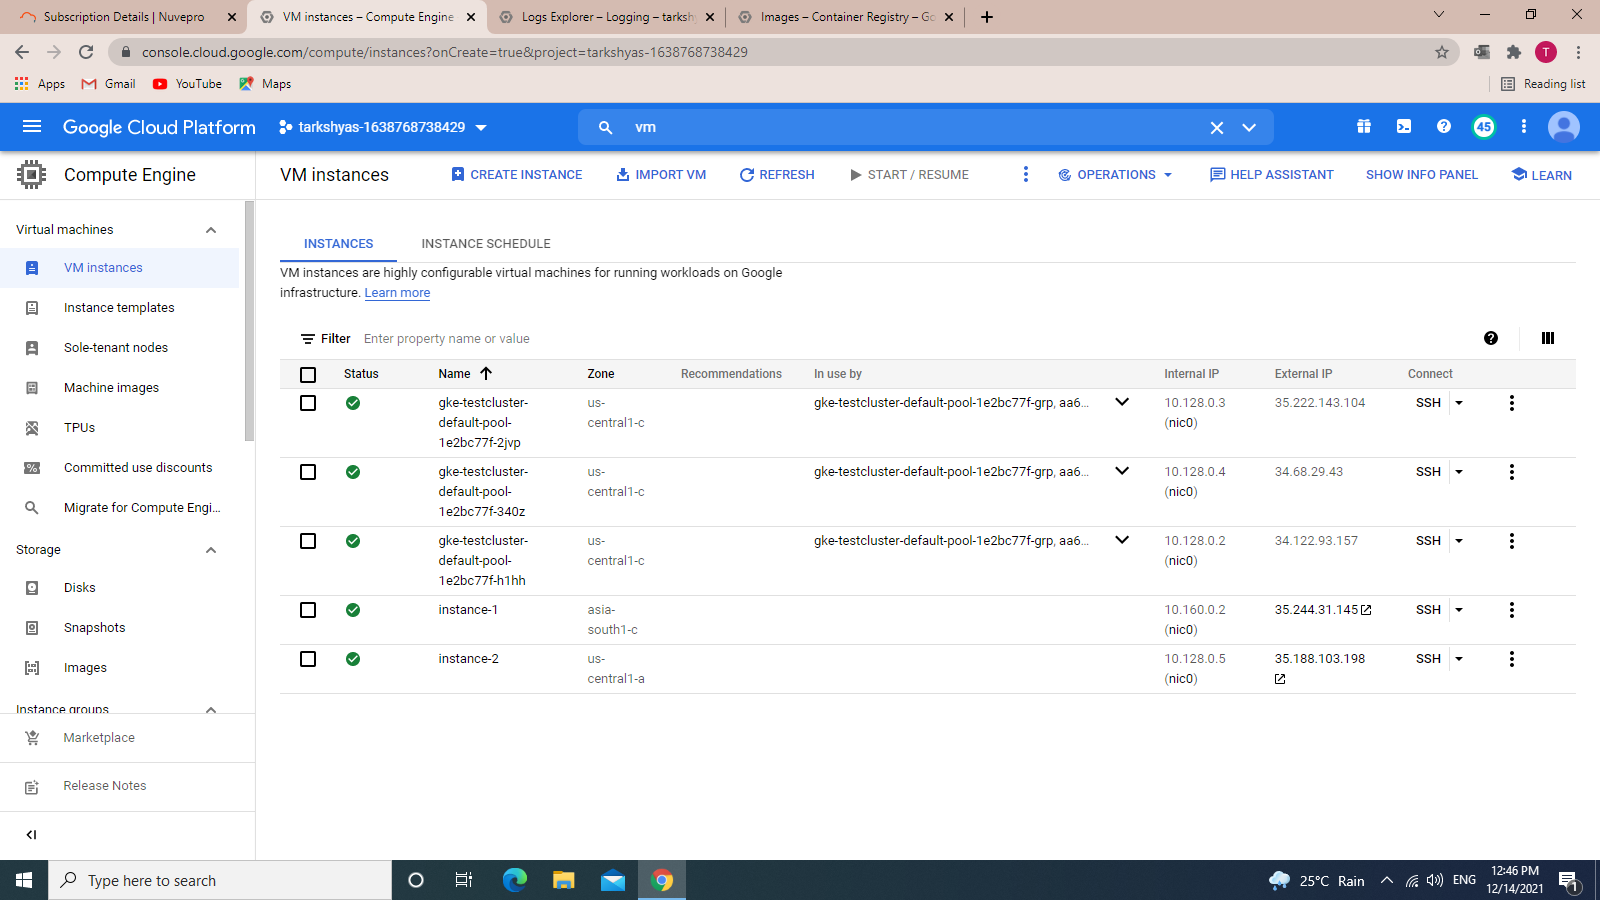 Subscription Details | Nuvepro
VM instances – Compute Engine
Logs Explorer – Logging – tarksh
Images – Container Registry – Go
console.cloud.google.com/compute/instances?onCreate=true&project=tarkshyas-1638768738429
T
Apps
Gmail
YouTube
Maps
Reading list
Google Cloud Platform
tarkshyas-1638768738429
vm
45
Compute Engine
VM instances
CREATE INSTANCE
IMPORT VM
REFRESH
START / RESUME
OPERATIONS
HELP ASSISTANT
SHOW INFO PANEL
LEARN
Virtual machines
VM instances
Instance templates
Sole-tenant nodes
Machine images
TPUs
Committed use discounts
Migrate for Compute Engi...
Storage
Disks
Snapshots
Images
Instance groups
Marketplace
Release Notes
INSTANCES
INSTANCE SCHEDULE
VM instances are highly configurable virtual machines for running workloads on Google
infrastructure. Learn more
Filter Enter property name or value
Status Name Zone Recommendations In use by Internal IP External IP Connect
gke-testcluster- us- gke-testcluster-default-pool-1e2bc77f-grp, aa6... 10.128.0.3 35.222.143.104 SSH
default-pool- central1-c (nic0)
1e2bc77f-2jvp
gke-testcluster- us- gke-testcluster-default-pool-1e2bc77f-grp, aa6... 10.128.0.4 34.68.29.43 SSH
default-pool- central1-c (nic0)
1e2bc77f-340z
gke-testcluster- us- gke-testcluster-default-pool-1e2bc77f-grp, aa6... 10.128.0.2 34.122.93.157 SSH
default-pool- central1-c (nic0)
1e2bc77f-h1hh
instance-1 asia- 10.160.0.2 35.244.31.145 SSH
south1-c (nic0)
instance-2 us- 10.128.0.5 35.188.103.198 SSH
central1-a (nic0)
Type here to search
25°C Rain
ENG
12:46 PM
12/14/2021
1